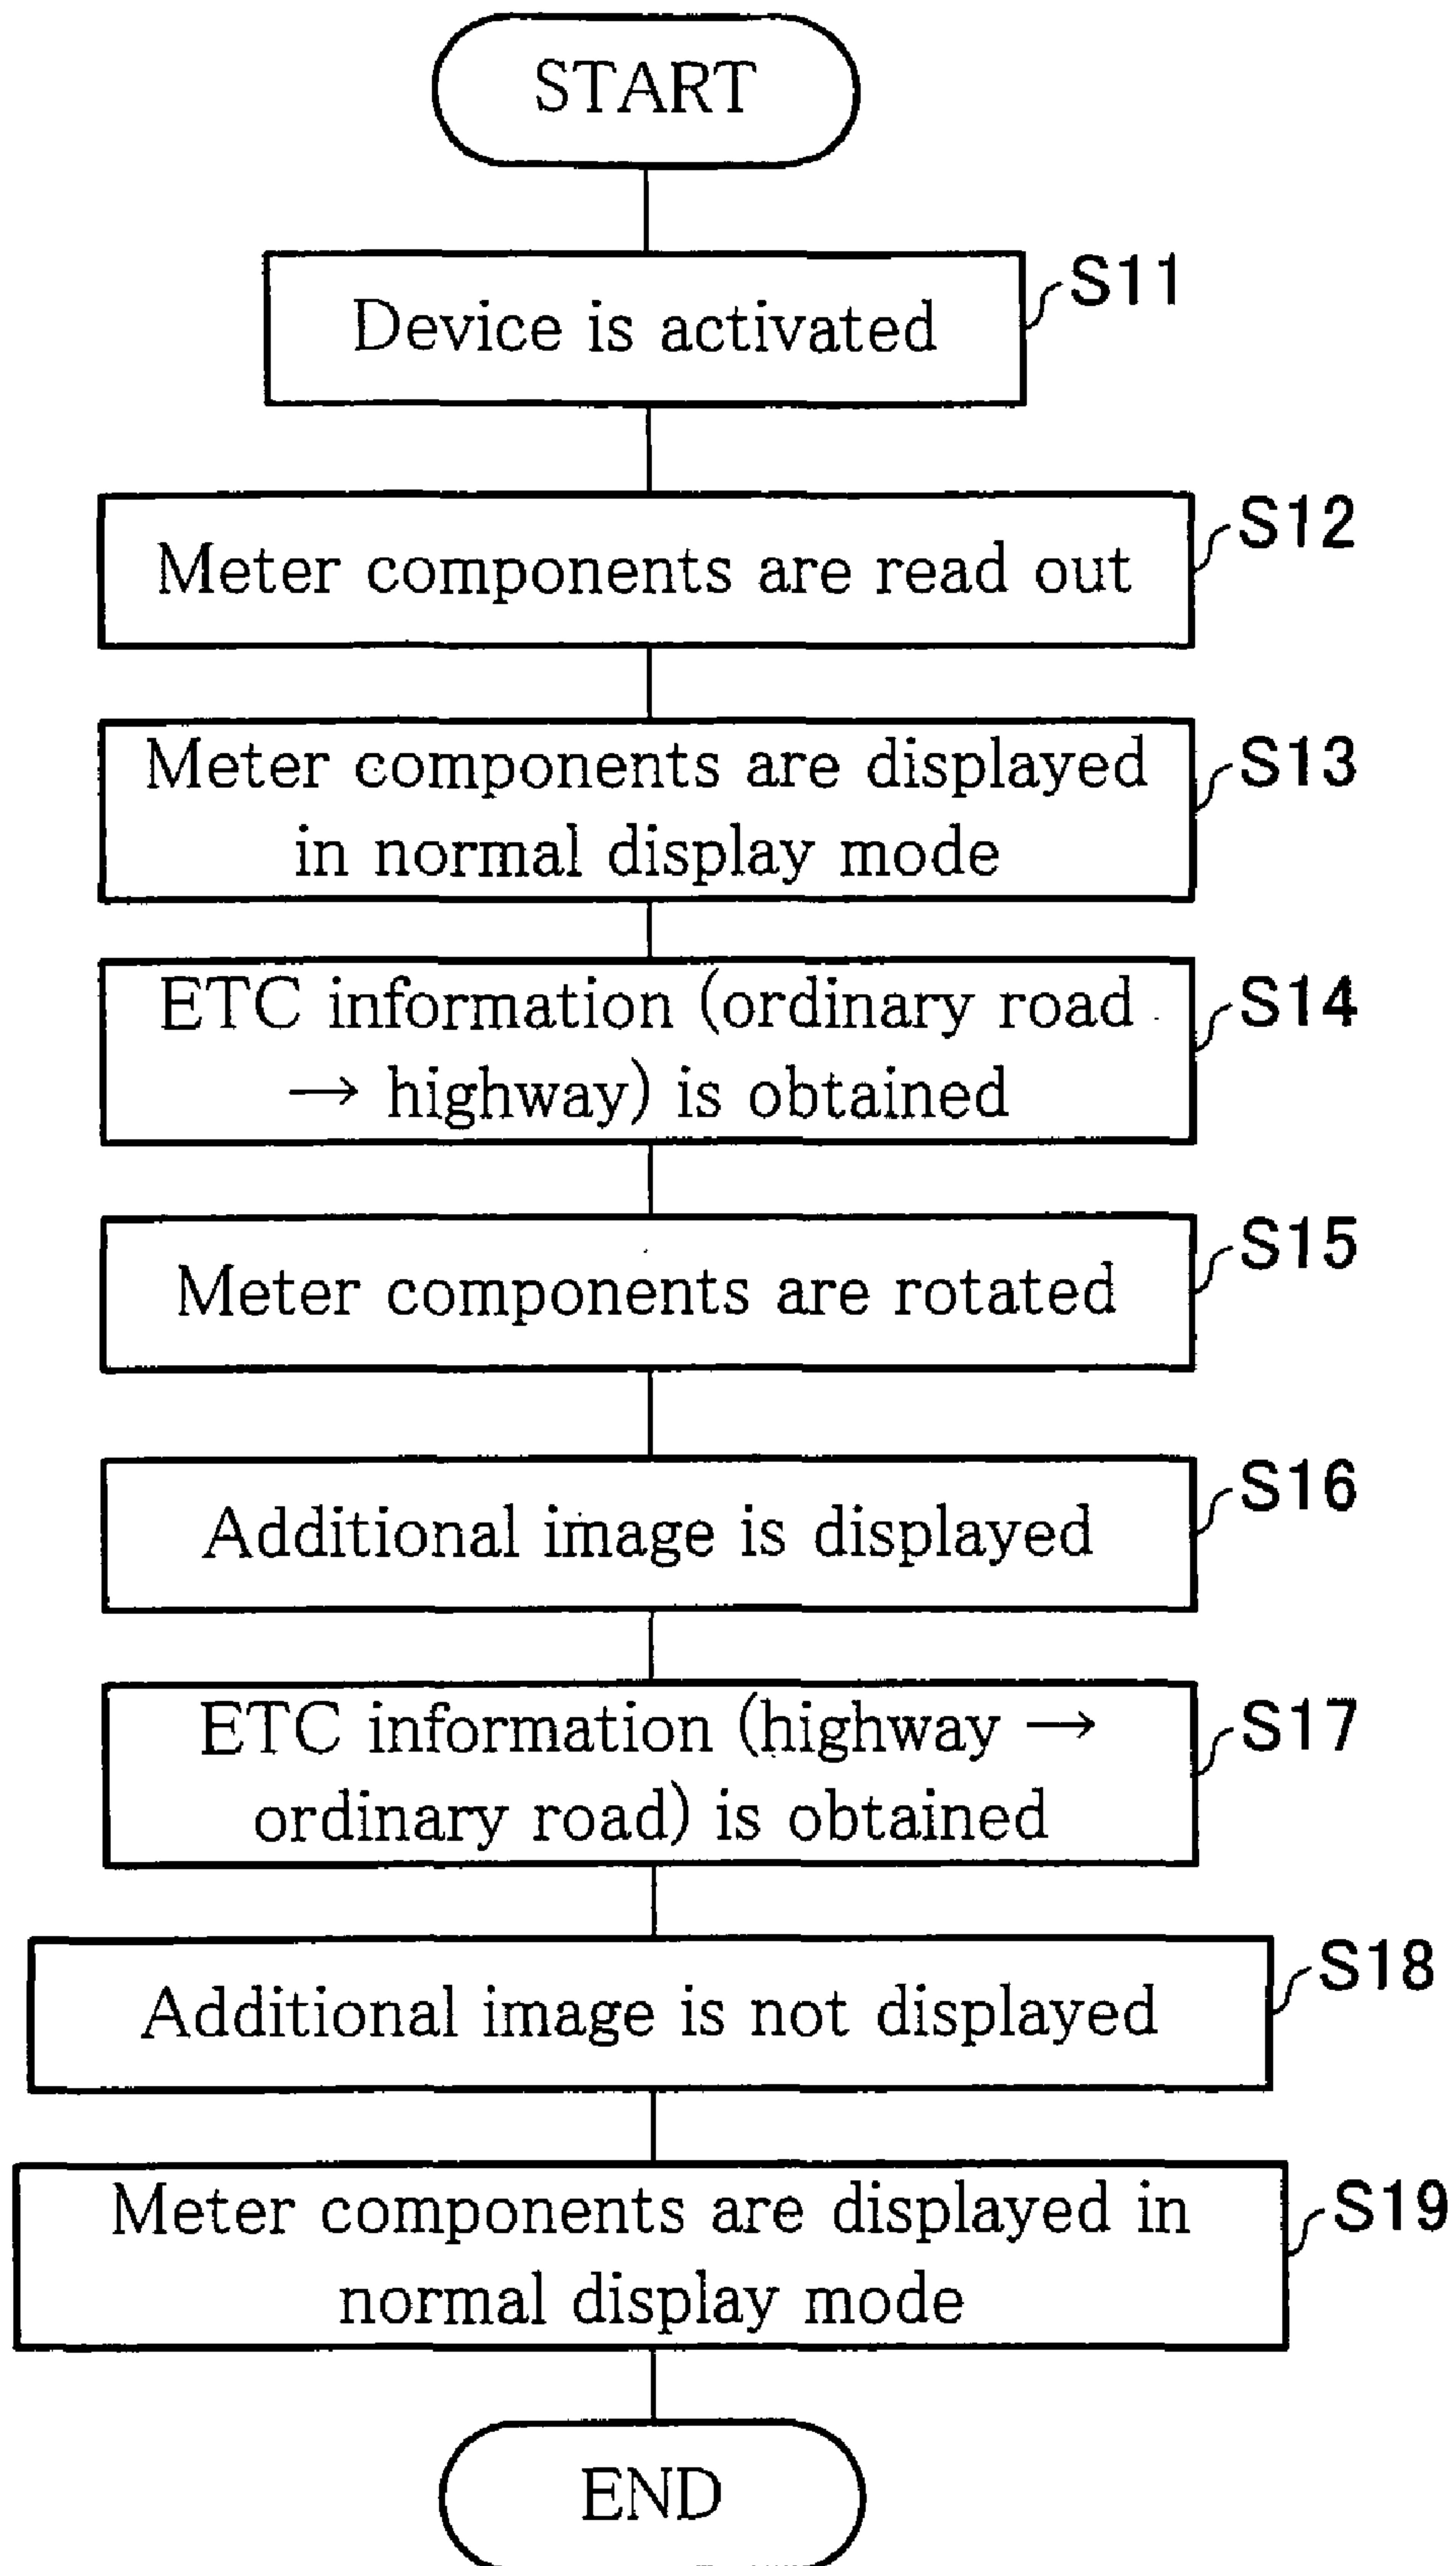 START
Device is activated
S11
Meter components are read out
S12
Meter components are displayed
in normal display mode
S13
ETC information (ordinary road
→ highway) is obtained
S14
Meter components are rotated
S15
Additional image is displayed
S16
ETC information (highway →
ordinary road) is obtained
S17
Additional image is not displayed
S18
Meter components are displayed in
normal display mode
S19
END